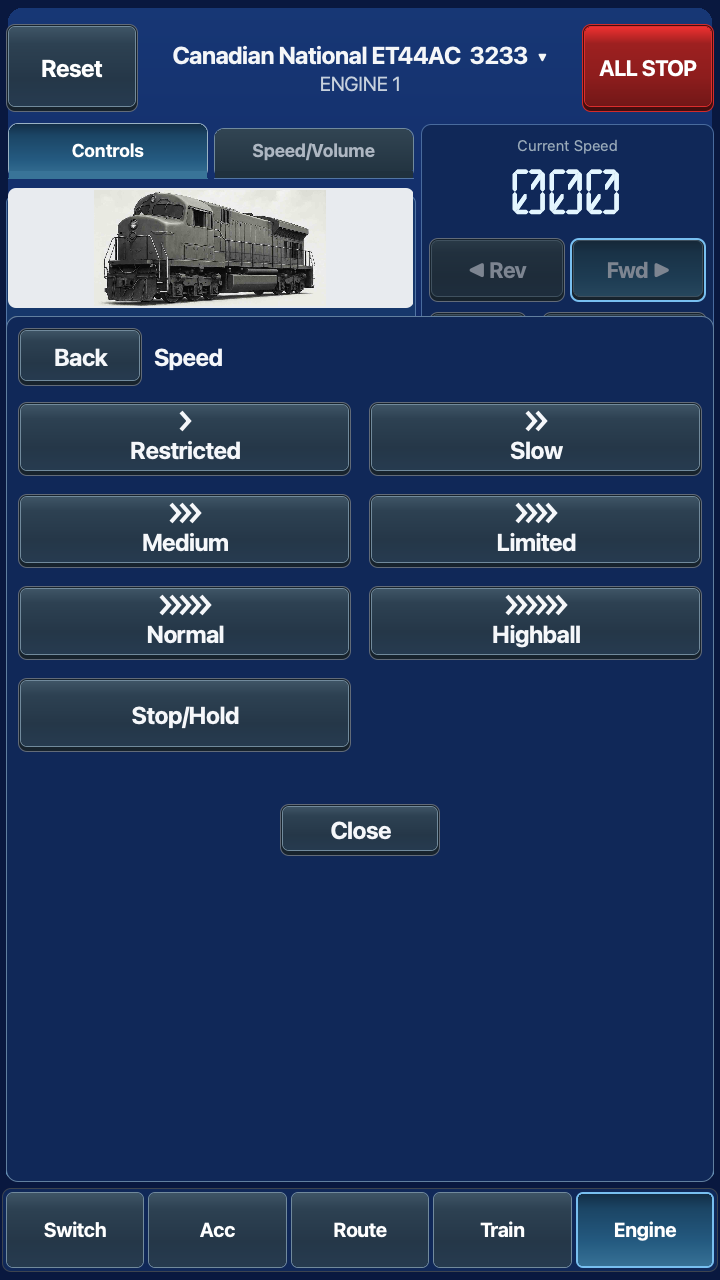 Reset
Canadian National ET44AC 3233 ▼
ENGINE 1
ALL STOP
Controls
Speed/Volume
Current Speed
000
◀ Rev
Fwd ▶
Back
Speed
Restricted
Slow
Medium
Limited
Normal
Highball
Stop/Hold
Close
Switch
Acc
Route
Train
Engine